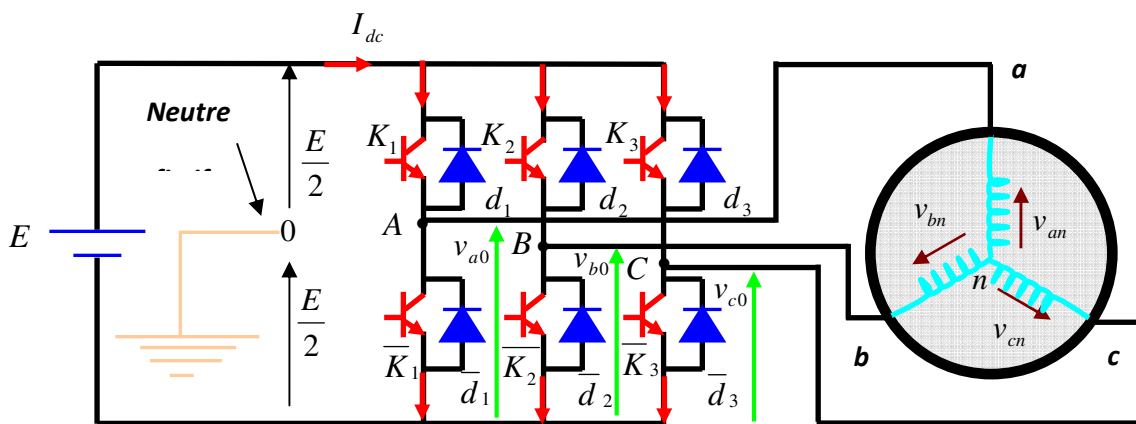 I_dc
a
Neutre
E/2
K_1
K_2
K_3
d_1
d_2
d_3
E
0
A
B
C
v_a0
v_b0
v_c0
E/2
K̅_1
K̅_2
K̅_3
d̅_1
d̅_2
d̅_3
v_bn
v_an
n
v_cn
b
c